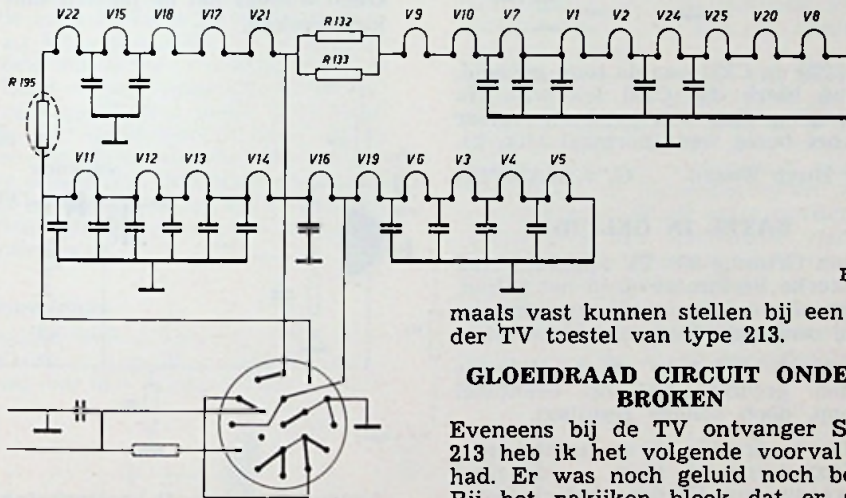 V22 V15 V18 V17 V21 R132 V9 V10 V7 V1 V2 V24 V25 V20 V8
R133
R195
V11 V12 V13 V14 V16 V19 V6 V3 V4 V5
maals vast kunnen stellen bij een
der TV toestel van type 213.
GLOEIDRAAD CIRCUIT ONDE
BROKEN
Eveneens bij de TV ontvanger S
213 heb ik het volgende voorval
had. Er was noch geluid noch be